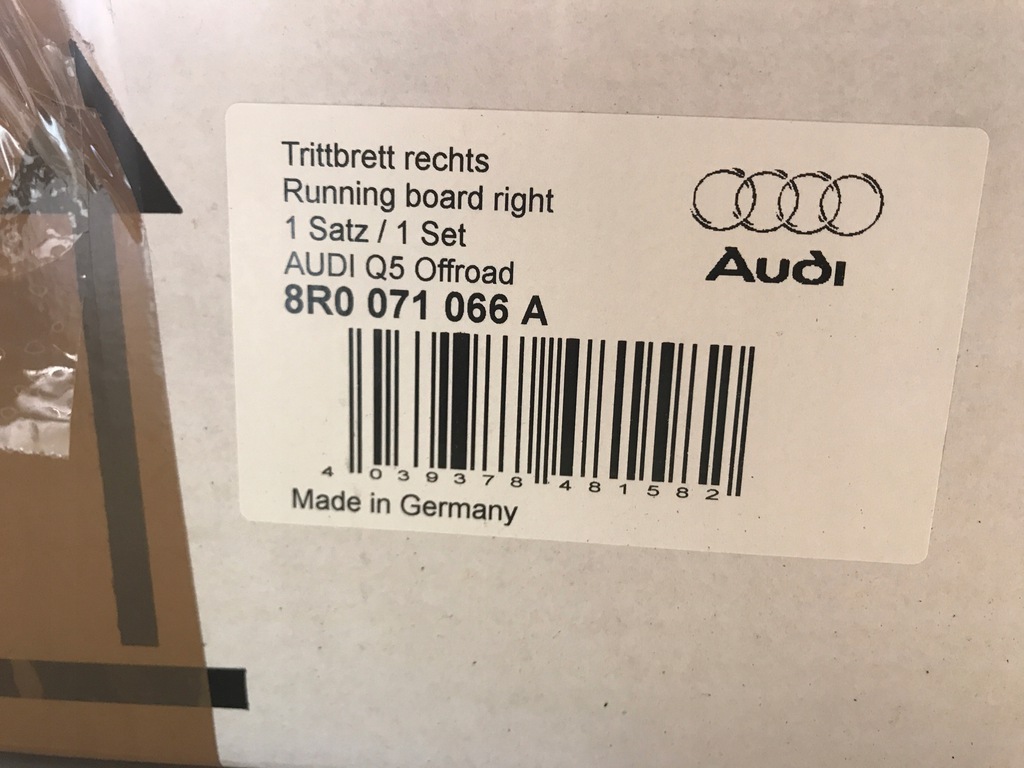 Trittbrett rechts
Running board right
1 Satz / 1 Set
AUDI Q5 Offroad
8R0 071 066 A
4 039378 481582
Made in Germany
Audi